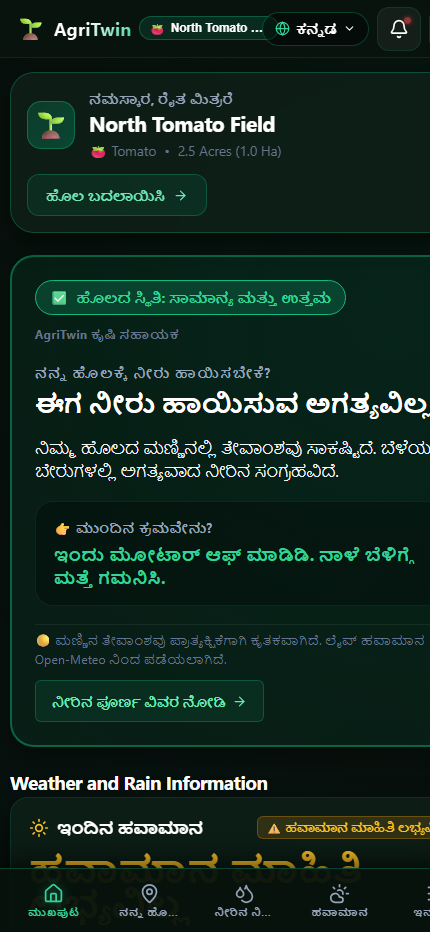 AgriTwin
North Tomato ...
ಕನ್ನಡ
ನಮಸ್ಕಾರ, ರೈತ ಮಿತ್ರರೆ
North Tomato Field
Tomato • 2.5 Acres (1.0 Ha)
ಹೊಲ ಬದಲಾಯಿಸಿ →
ಹೊಲದ ಸ್ಥಿತಿ: ಸಾಮಾನ್ಯ ಮತ್ತು ಉತ್ತಮ
AgriTwin ಕೃಷಿ ಸಹಾಯಕ
ನನ್ನ ಹೊಲಕ್ಕೆ ನೀರು ಹಾಯಿಸಬೇಕೆ?
ಈಗ ನೀರು ಹಾಯಿಸುವ ಅಗತ್ಯವಿಲ್ಲ
ನಿಮ್ಮ ಹೊಲದ ಮಣ್ಣಿನಲ್ಲಿ ತೇವಾಂಶವು ಸಾಕಷ್ಟಿದೆ. ಬೆಳೆಯ
ಬೇರುಗಳಲ್ಲಿ ಅಗತ್ಯವಾದ ನೀರಿನ ಸಂಗ್ರಹವಿದೆ.
ಮುಂದಿನ ಕ್ರಮವೇನು?
ಇಂದು ಮೋಟಾರ್ ಆಫ್ ಮಾಡಿಡಿ. ನಾಳೆ ಬೆಳಿಗ್ಗೆ
ಮತ್ತೆ ಗಮನಿಸಿ.
ಮಣ್ಣಿನ ತೇವಾಂಶವು ಪ್ರಾತ್ಯಕ್ಷಿಕೆಗಾಗಿ ಕೃತಕವಾಗಿದೆ. ಲೈವ್ ಹವಾಮಾನ
Open-Meteo ನಿಂದ ಪಡೆಯಲಾಗಿದೆ.
ನೀರಿನ ಪೂರ್ಣ ವಿವರ ನೋಡಿ →
Weather and Rain Information
ಇಂದಿನ ಹವಾಮಾನ
ಹವಾಮಾನ ಮಾಹಿತಿ
ಹವಾಮಾನ ಮಾಹಿತಿ
ಮುಖಪುಟ
ನನ್ನ ಹೊ...
ನೀರಿನ ನಿ...
ಹವಾಮಾನ